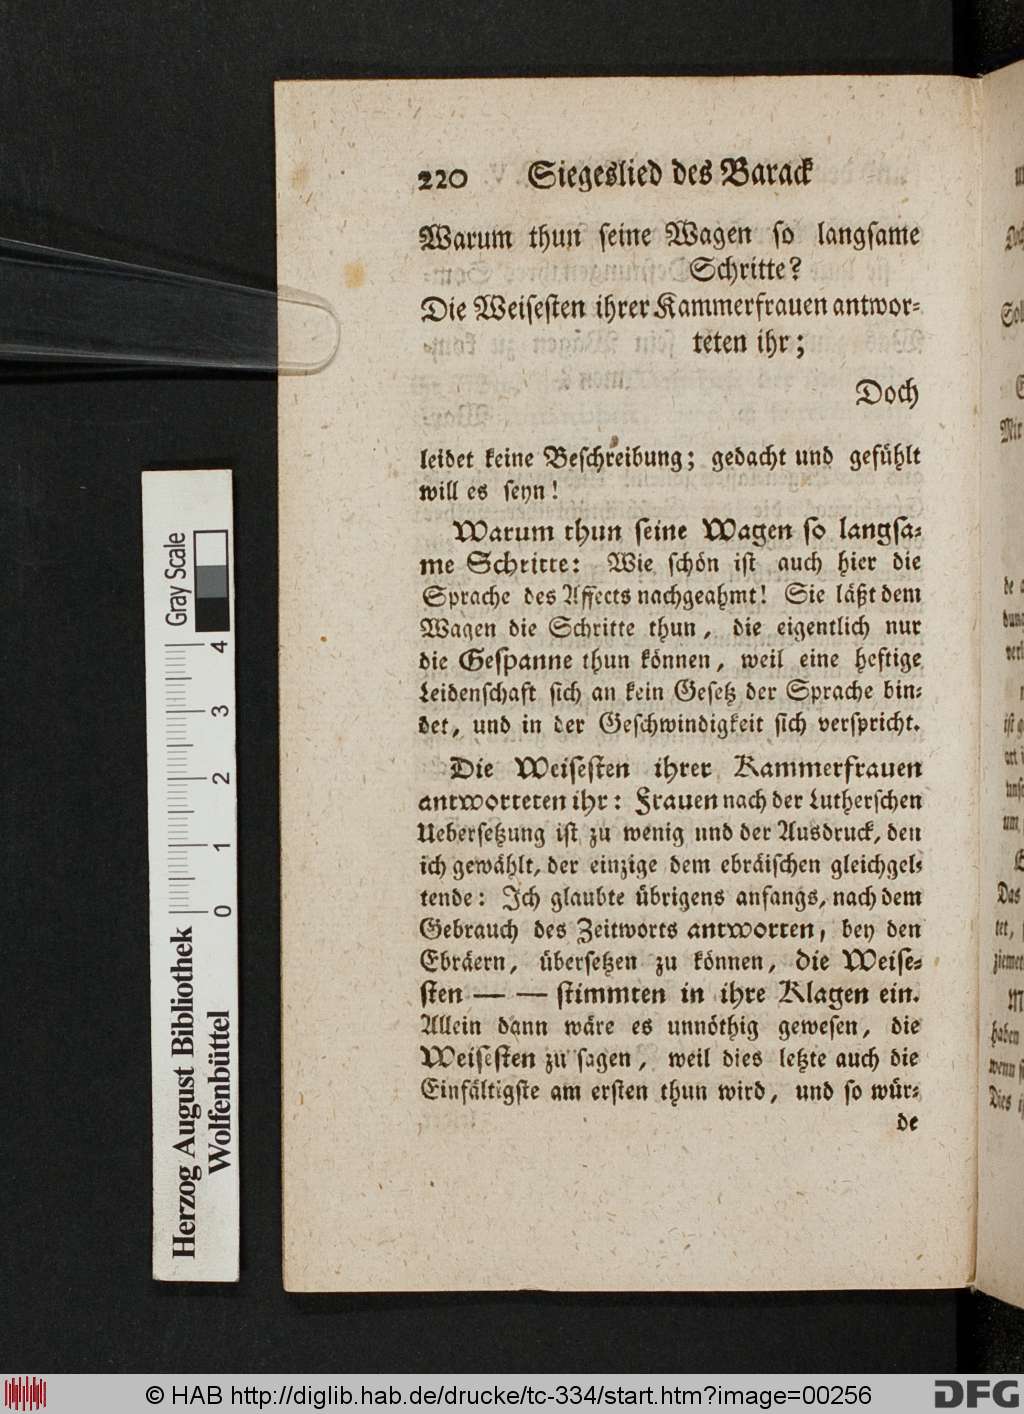 220 Siegeslied des Barack
Warum thun seine Wagen so langsame
Schritte?
Die Weisesten ihrer Kammerfrauen antwor-
teten ihr;
Doch
leidet keine Beschreibung; gedacht und gefühlt
will es seyn!
Warum thun seine Wagen so langsa-
me Schritte: Wie schön ist auch hier die
Sprache des Affects nachgeahmt! Sie läßt dem
Wagen die Schritte thun, die eigentlich nur
die Gespanne thun können, weil eine heftige
Leidenschaft sich an kein Gesetz der Sprache bin-
det, und in der Geschwindigkeit sich verspricht.
Die Weisesten ihrer Kammerfrauen
antworteten ihr: Frauen nach der Lutherschen
Uebersetzung ist zu wenig und der Ausdruck, den
ich gewählt, der einzige dem ebräischen gleichgel-
tende: Ich glaubte übrigens anfangs, nach dem
Gebrauch des Zeitworts antworten, bey den
Ebräern, übersetzen zu können, die Weise-
sten — — stimmten in ihre Klagen ein.
Allein dann wäre es unnöthig gewesen, die
Weisesten zu sagen, weil dies letzte auch die
Einfältigste am ersten thun wird, und so wür-
de
Gray Scale
0 1 2 3 4
Herzog August Bibliothek
Wolfenbüttel
© HAB http://diglib.hab.de/drucke/tc-334/start.htm?image=00256
DFG